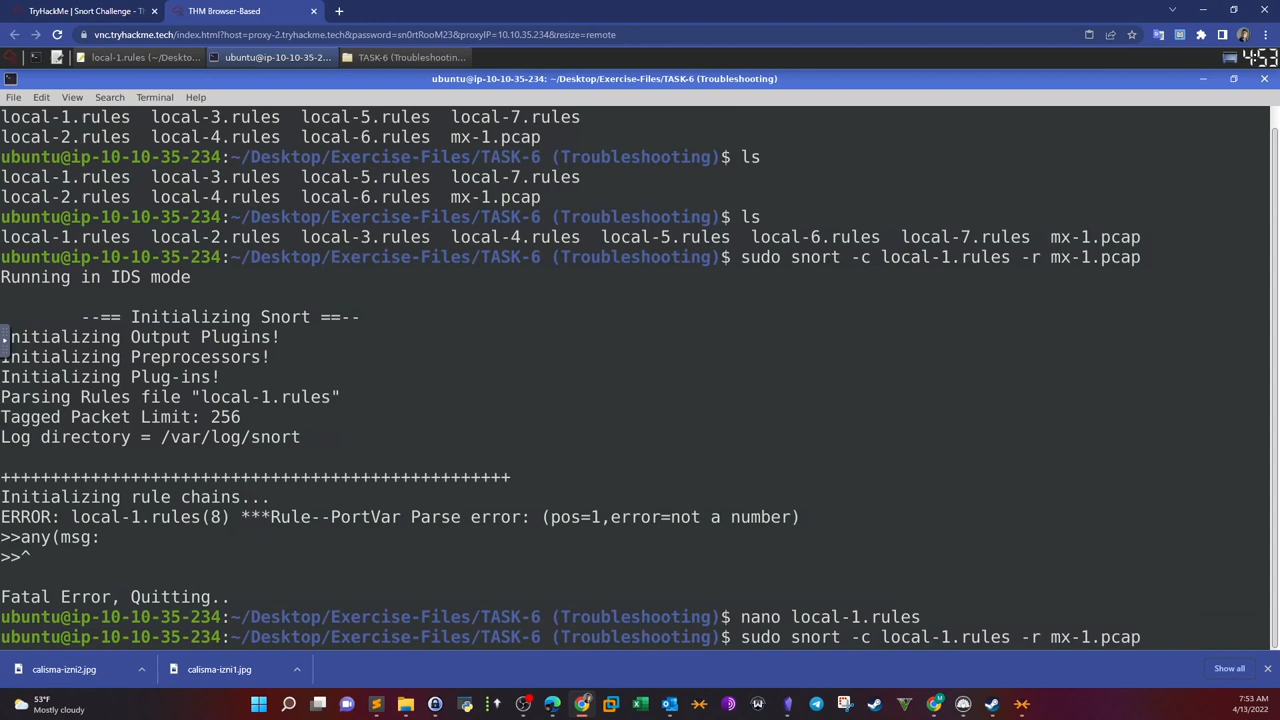 TryHackMe | Snort Challenge - Th
THM Browser-Based
vnc.tryhackme.tech/index.html?host=proxy-2.tryhackme.tech&password=sn0rtRooM23&proxyIP=10.10.35.234&resize=remote
local-1.rules (~/Deskto...
ubuntu@ip-10-10-35-2...
TASK-6 (Troubleshootin...
4:53
ubuntu@ip-10-10-35-234: ~/Desktop/Exercise-Files/TASK-6 (Troubleshooting)
File Edit View Search Terminal Help
local-1.rules local-3.rules local-5.rules local-7.rules
local-2.rules local-4.rules local-6.rules mx-1.pcap
ubuntu@ip-10-10-35-234:~/Desktop/Exercise-Files/TASK-6 (Troubleshooting)$ ls
local-1.rules local-3.rules local-5.rules local-7.rules
local-2.rules local-4.rules local-6.rules mx-1.pcap
ubuntu@ip-10-10-35-234:~/Desktop/Exercise-Files/TASK-6 (Troubleshooting)$ ls
local-1.rules local-2.rules local-3.rules local-4.rules local-5.rules local-6.rules local-7.rules mx-1.pcap
ubuntu@ip-10-10-35-234:~/Desktop/Exercise-Files/TASK-6 (Troubleshooting)$ sudo snort -c local-1.rules -r mx-1.pcap
Running in IDS mode
--== Initializing Snort ==--
Initializing Output Plugins!
Initializing Preprocessors!
Initializing Plug-ins!
Parsing Rules file "local-1.rules"
Tagged Packet Limit: 256
Log directory = /var/log/snort
+++++++++++++++++++++++++++++++++++++++++++++++++++
Initializing rule chains...
ERROR: local-1.rules(8) ***Rule--PortVar Parse error: (pos=1,error=not a number)
>>any(msg:
>>^
Fatal Error, Quitting..
ubuntu@ip-10-10-35-234:~/Desktop/Exercise-Files/TASK-6 (Troubleshooting)$ nano local-1.rules
ubuntu@ip-10-10-35-234:~/Desktop/Exercise-Files/TASK-6 (Troubleshooting)$ sudo snort -c local-1.rules -r mx-1.pcap
calisma-izni2.jpg
calisma-izni1.jpg
Show all
53°F
Mostly cloudy
7:53 AM
4/13/2022